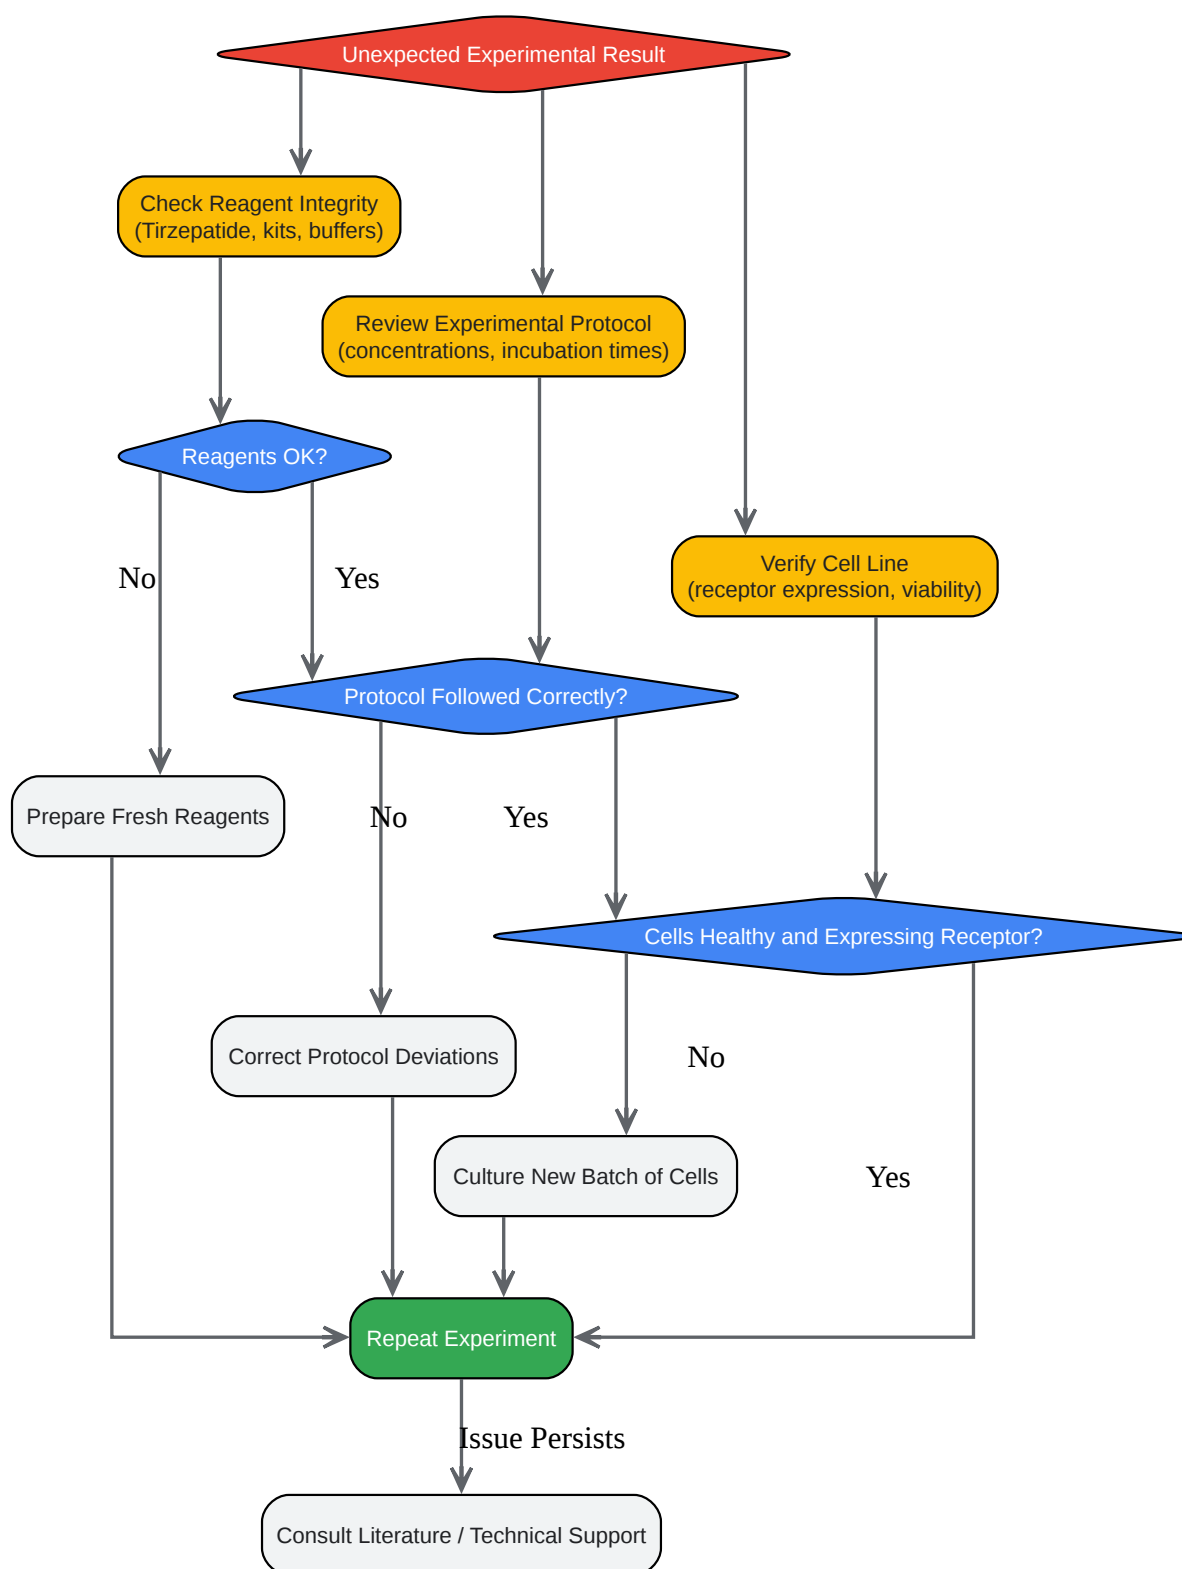 Unexpected Experimental Result
Check Reagent Integrity
(Tirzepatide, kits, buffers)
Review Experimental Protocol
(concentrations, incubation times)
Reagents OK?
No
Yes
Verify Cell Line
(receptor expression, viability)
Protocol Followed Correctly?
Prepare Fresh Reagents
No
Yes
Cells Healthy and Expressing Receptor?
Correct Protocol Deviations
No
Culture New Batch of Cells
Yes
Repeat Experiment
Issue Persists
Consult Literature / Technical Support